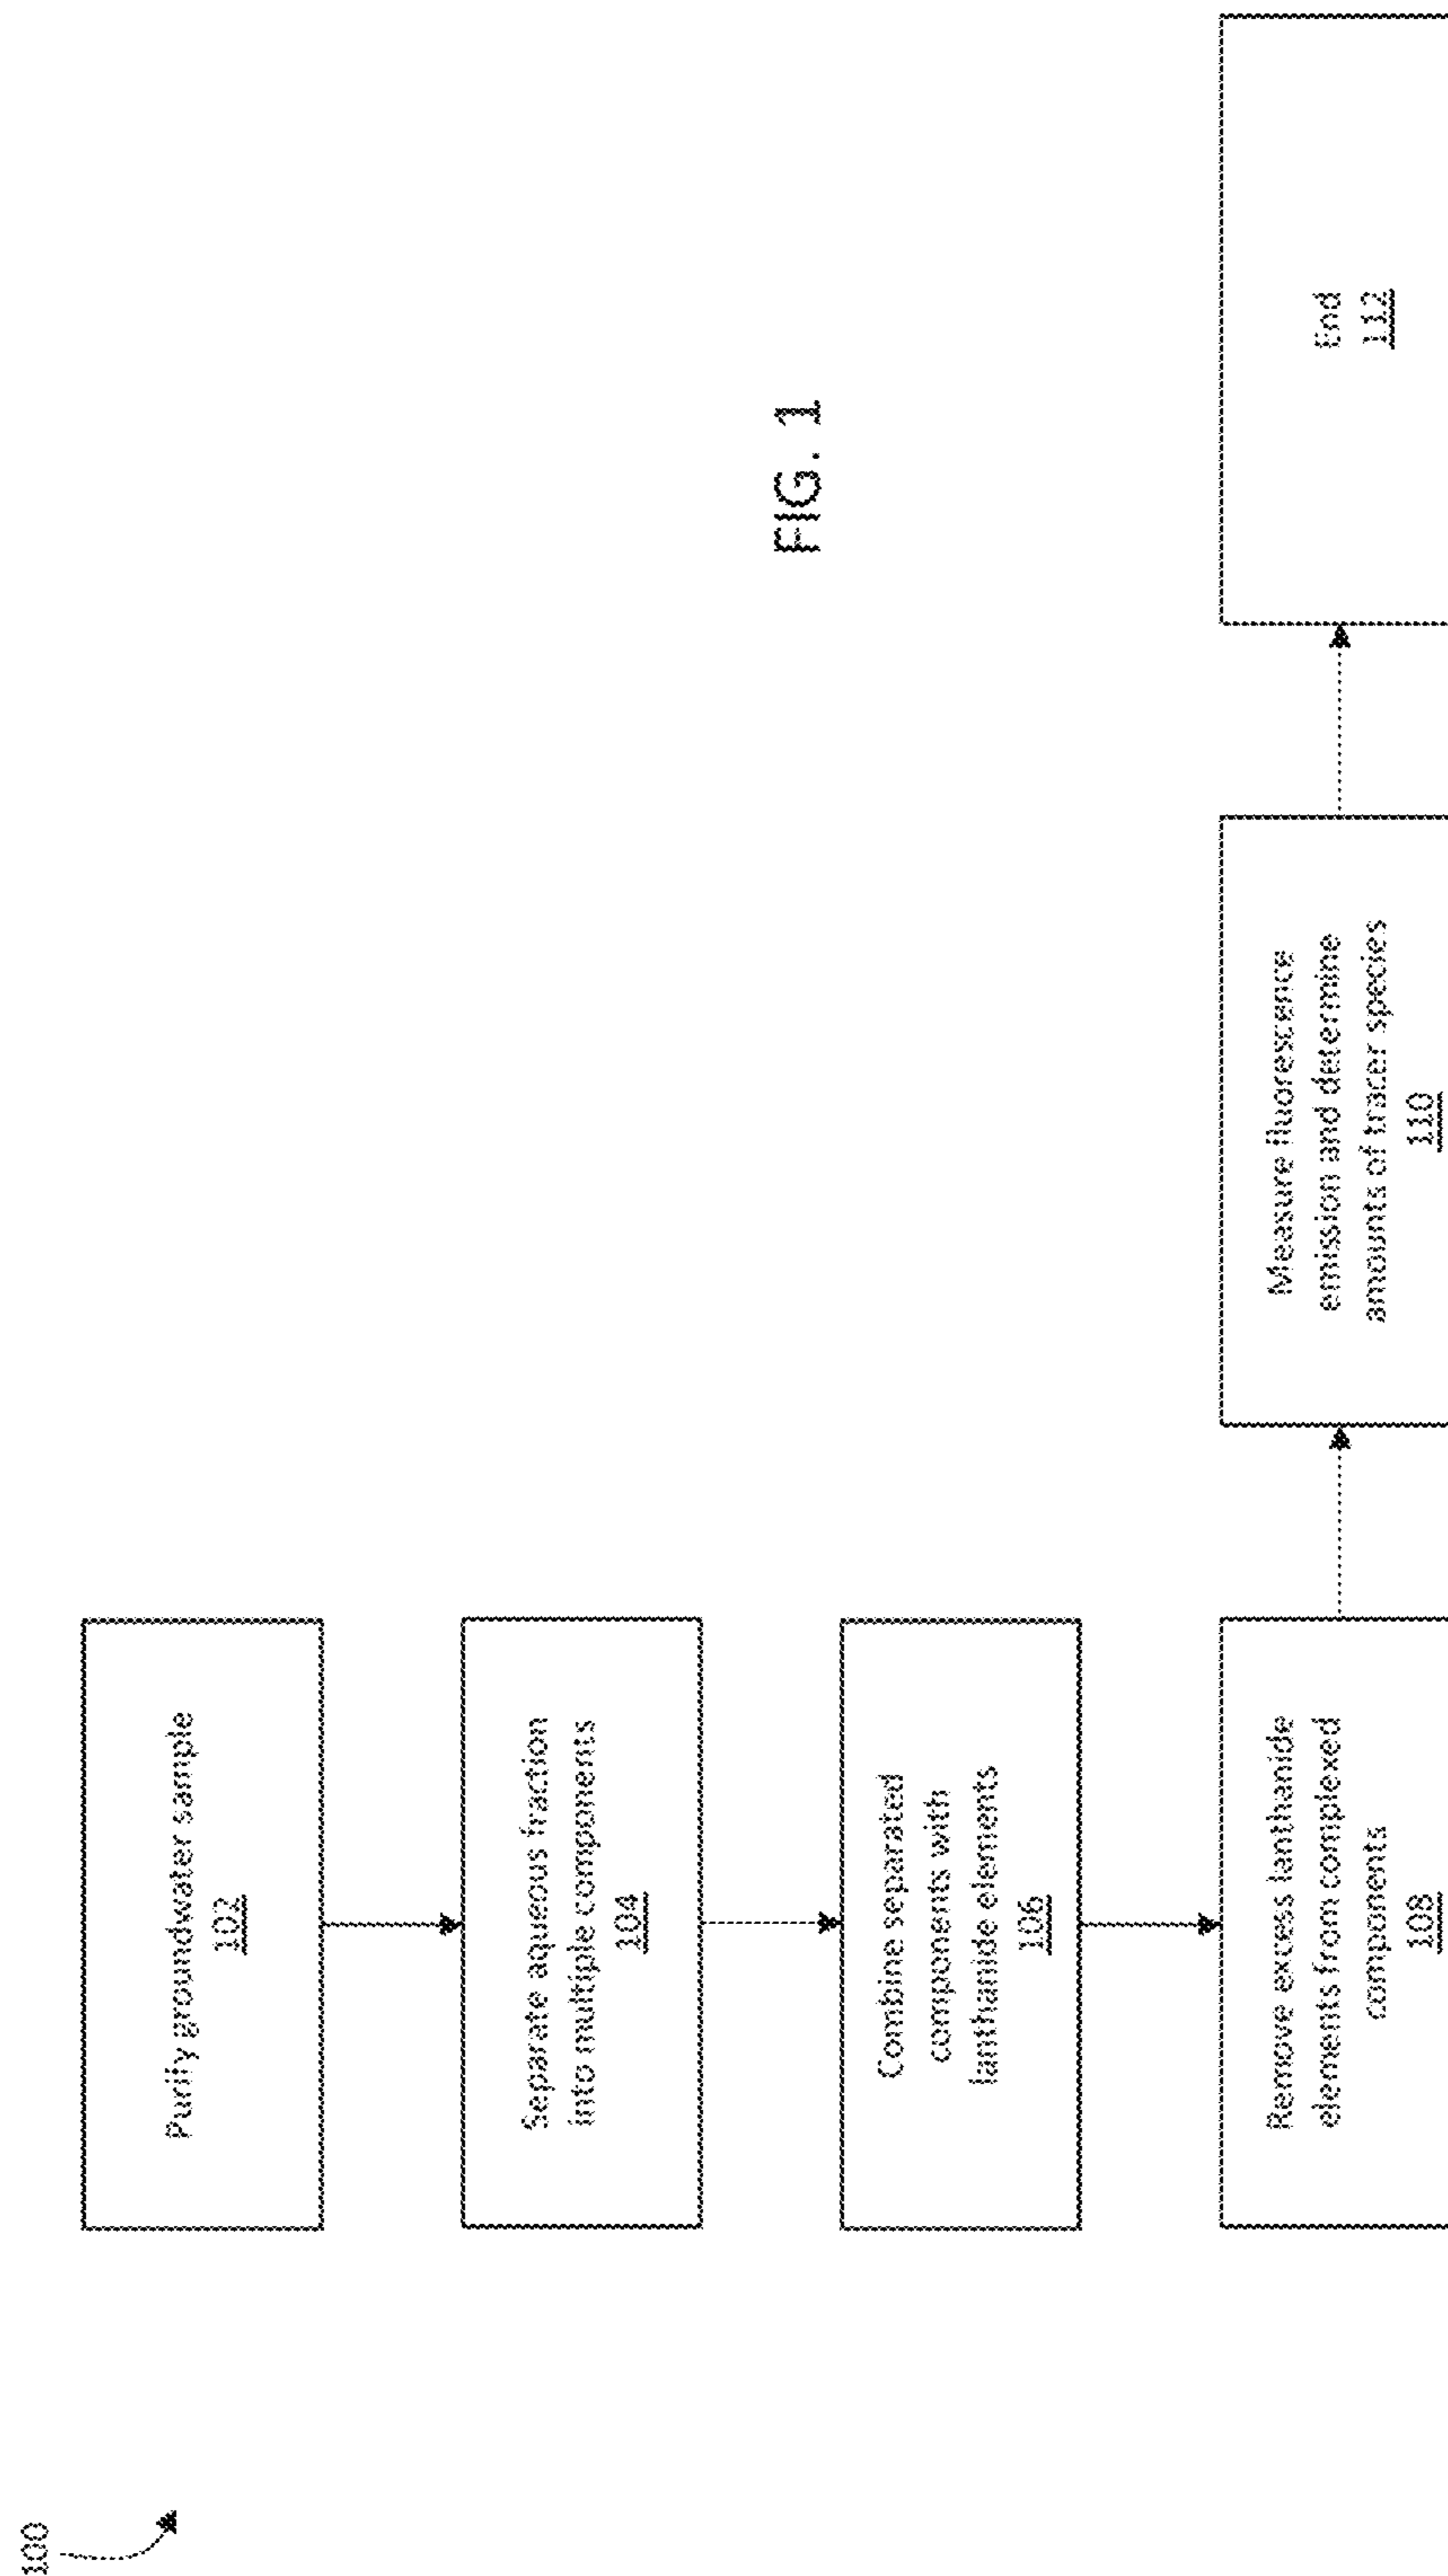 100
Purify groundwater sample
102
Separate aqueous fraction
into multiple components
104
Combine separated
components with
lanthanide elements
106
Remove excess lanthanide
elements from complexed
components
108
Measure fluorescence
emission and determine
amounts of tracer species
110
End
112
FIG. 1